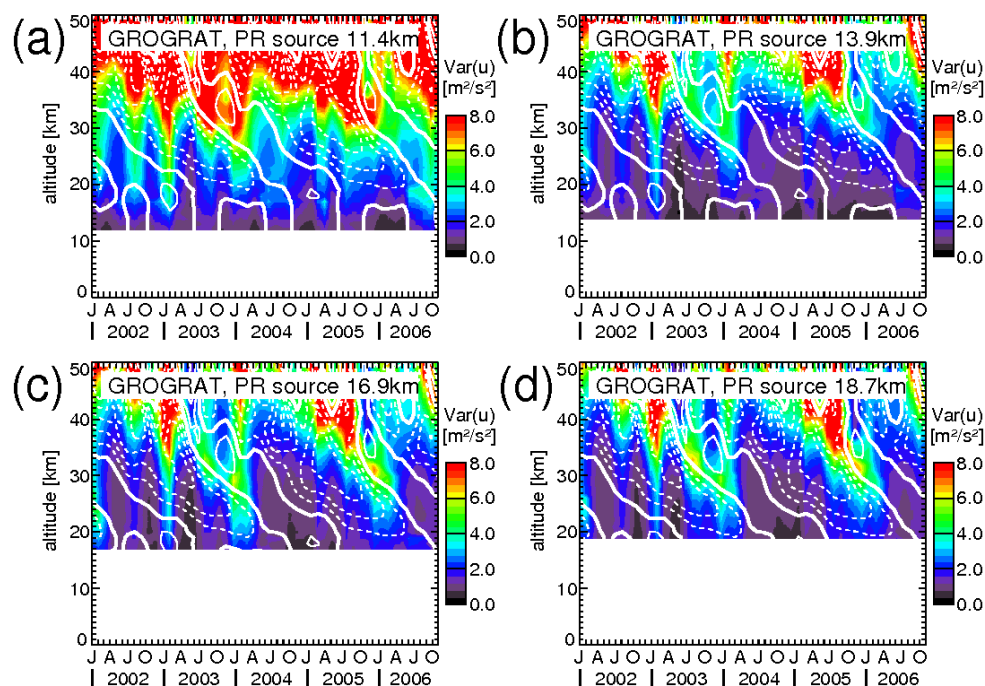 (a)
GROGRAT, PR source 11.4km
Var(u)
[m²/s²]
8.0
6.0
4.0
2.0
0.0
50
40
30
20
10
0
altitude [km]
J A J O J A J O J A J O J A J O J A J O
2002 2003 2004 2005 2006
(b)
GROGRAT, PR source 13.9km
Var(u)
[m²/s²]
8.0
6.0
4.0
2.0
0.0
50
40
30
20
10
0
altitude [km]
J A J O J A J O J A J O J A J O J A J O
2002 2003 2004 2005 2006
(c)
GROGRAT, PR source 16.9km
Var(u)
[m²/s²]
8.0
6.0
4.0
2.0
0.0
50
40
30
20
10
0
altitude [km]
J A J O J A J O J A J O J A J O J A J O
2002 2003 2004 2005 2006
(d)
GROGRAT, PR source 18.7km
Var(u)
[m²/s²]
8.0
6.0
4.0
2.0
0.0
50
40
30
20
10
0
altitude [km]
J A J O J A J O J A J O J A J O J A J O
2002 2003 2004 2005 2006